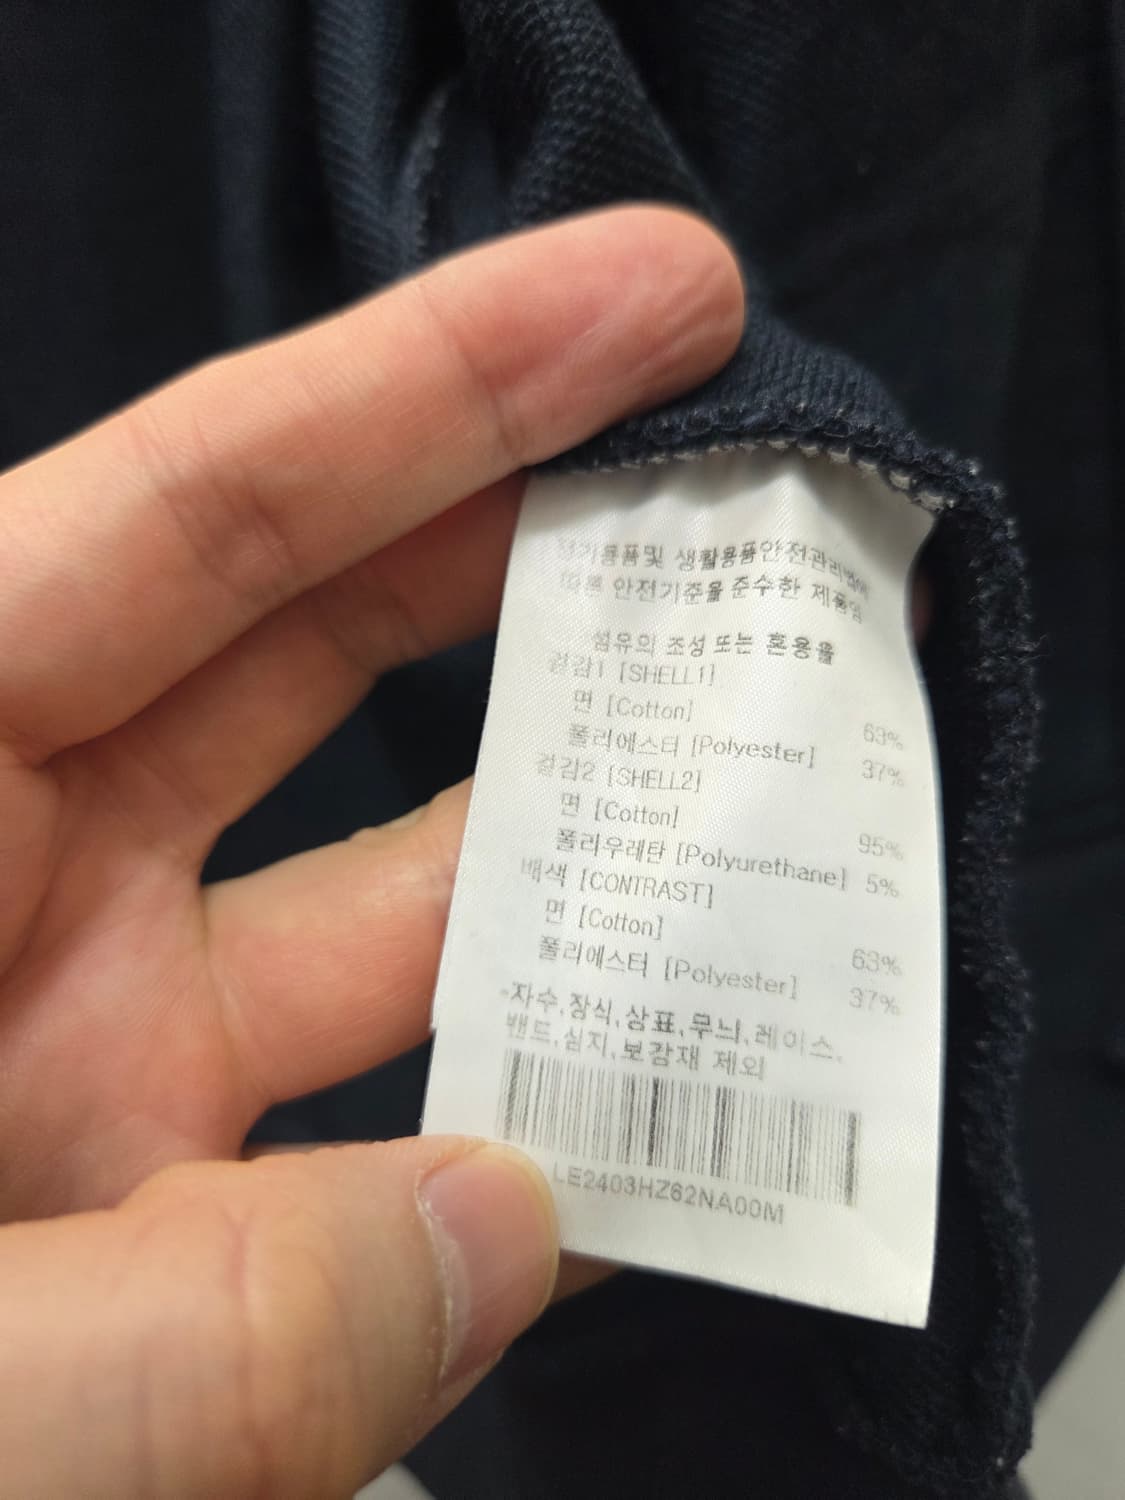 전기용품및 생활용품안전관리법에
따른 안전기준을 준수한 제품임
섬유의 조성 또는 혼용율
겉감1 [SHELL1]
면 [Cotton] 63%
폴리에스터 [Polyester] 37%
겉감2 [SHELL2]
면 [Cotton] 95%
폴리우레탄 [Polyurethane] 5%
배색 [CONTRAST]
면 [Cotton] 63%
폴리에스터 [Polyester] 37%
*자수,장식,상표,무늬,레이스,
밴드,심지,보강재 제외
LE2403HZ62NA00M